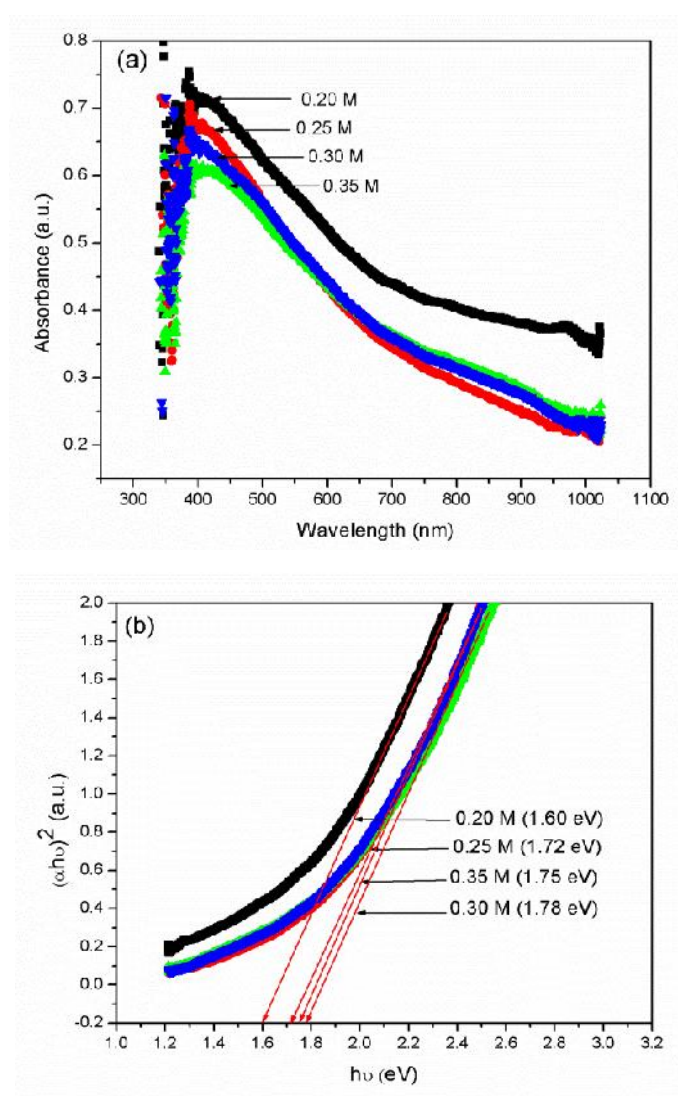 (a)
0.8
0.7
0.6
0.5
0.4
0.3
0.2
Absorbance (a.u.)
0.20 M
0.25 M
0.30 M
0.35 M
300 400 500 600 700 800 900 1000 1100
Wavelength (nm)
(b)
2.0
1.8
1.6
1.4
1.2
1.0
0.8
0.6
0.4
0.2
0.0
-0.2
(αhυ)² (a.u.)
0.20 M (1.60 eV)
0.25 M (1.72 eV)
0.35 M (1.75 eV)
0.30 M (1.78 eV)
1.0 1.2 1.4 1.6 1.8 2.0 2.2 2.4 2.6 2.8 3.0 3.2
hυ (eV)